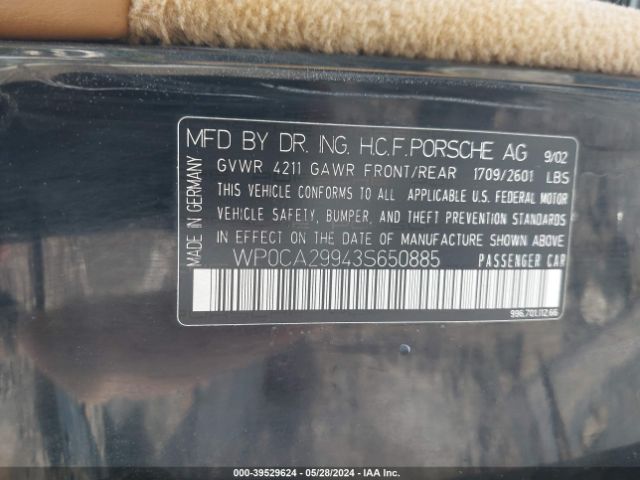 MFD BY DR. ING. H.C.F.PORSCHE AG 9/02
GVWR 4211 GAWR FRONT/REAR 1709/2601 LBS
THIS VEHICLE CONFORMS TO ALL APPLICABLE U.S. FEDERAL MOTOR
VEHICLE SAFETY, BUMPER, AND THEFT PREVENTION STANDARDS
IN EFFECT ON THE DATE OF MANUFACTURE SHOWN ABOVE
WP0CA29943S650885 PASSENGER CAR
996.701.112.66
MADE IN GERMANY
000-39529624 - 05/28/2024 - IAA Inc.